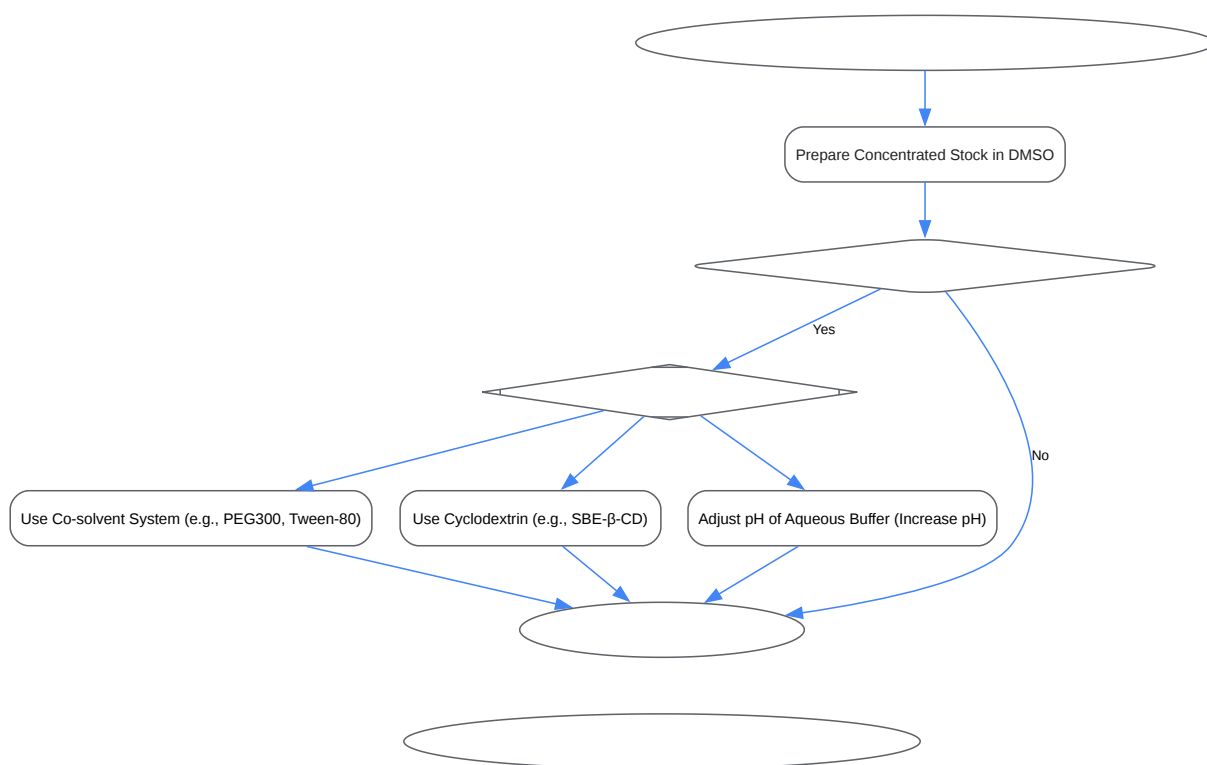 Prepare Concentrated Stock in DMSO
Yes
No
Use Co-solvent System (e.g., PEG300, Tween-80)
Use Cyclodextrin (e.g., SBE-β-CD)
Adjust pH of Aqueous Buffer (Increase pH)